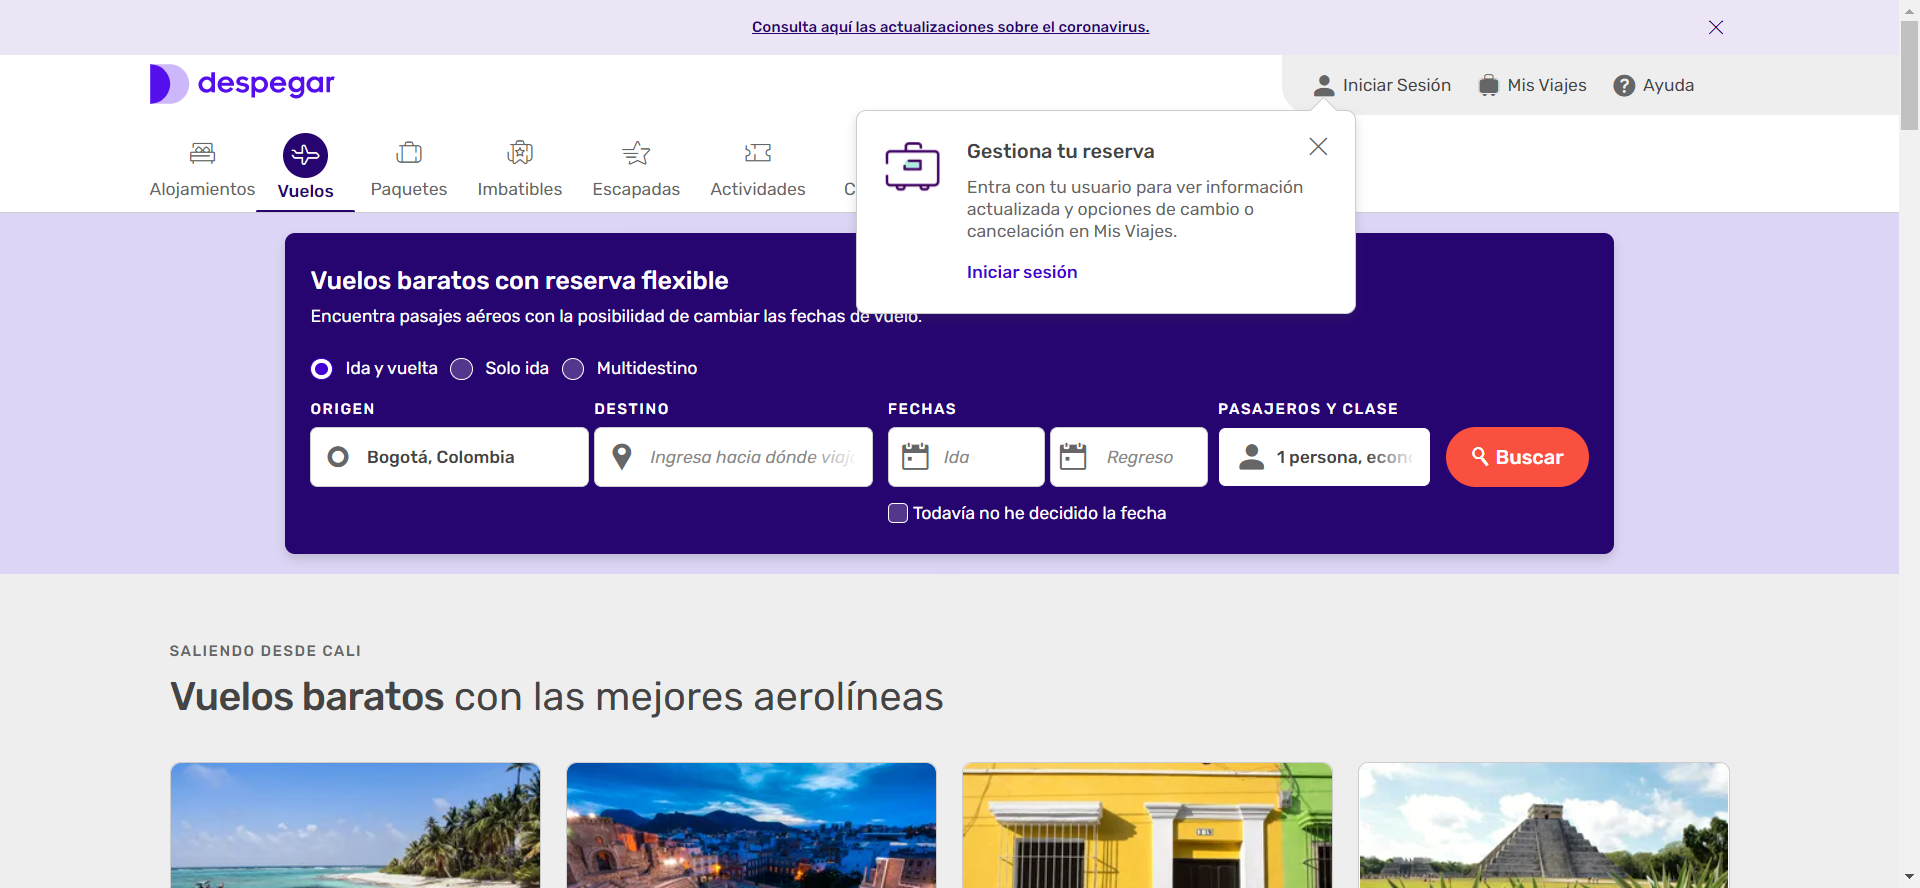 Consulta aquí las actualizaciones sobre el coronavirus.
despegar
Iniciar Sesión
Mis Viajes
Ayuda
Alojamientos
Vuelos
Paquetes
Imbatibles
Escapadas
Actividades
Gestiona tu reserva
Entra con tu usuario para ver información
actualizada y opciones de cambio o
cancelación en Mis Viajes.
Iniciar sesión
Vuelos baratos con reserva flexible
Encuentra pasajes aéreos con la posibilidad de cambiar las fechas de vuelo.
Ida y vuelta
Solo ida
Multidestino
ORIGEN
DESTINO
FECHAS
PASAJEROS Y CLASE
Bogotá, Colombia
Ingresa hacia dónde viaja
Ida
Regreso
1 persona, econ
Buscar
Todavía no he decidido la fecha
SALIENDO DESDE CALI
Vuelos baratos con las mejores aerolíneas